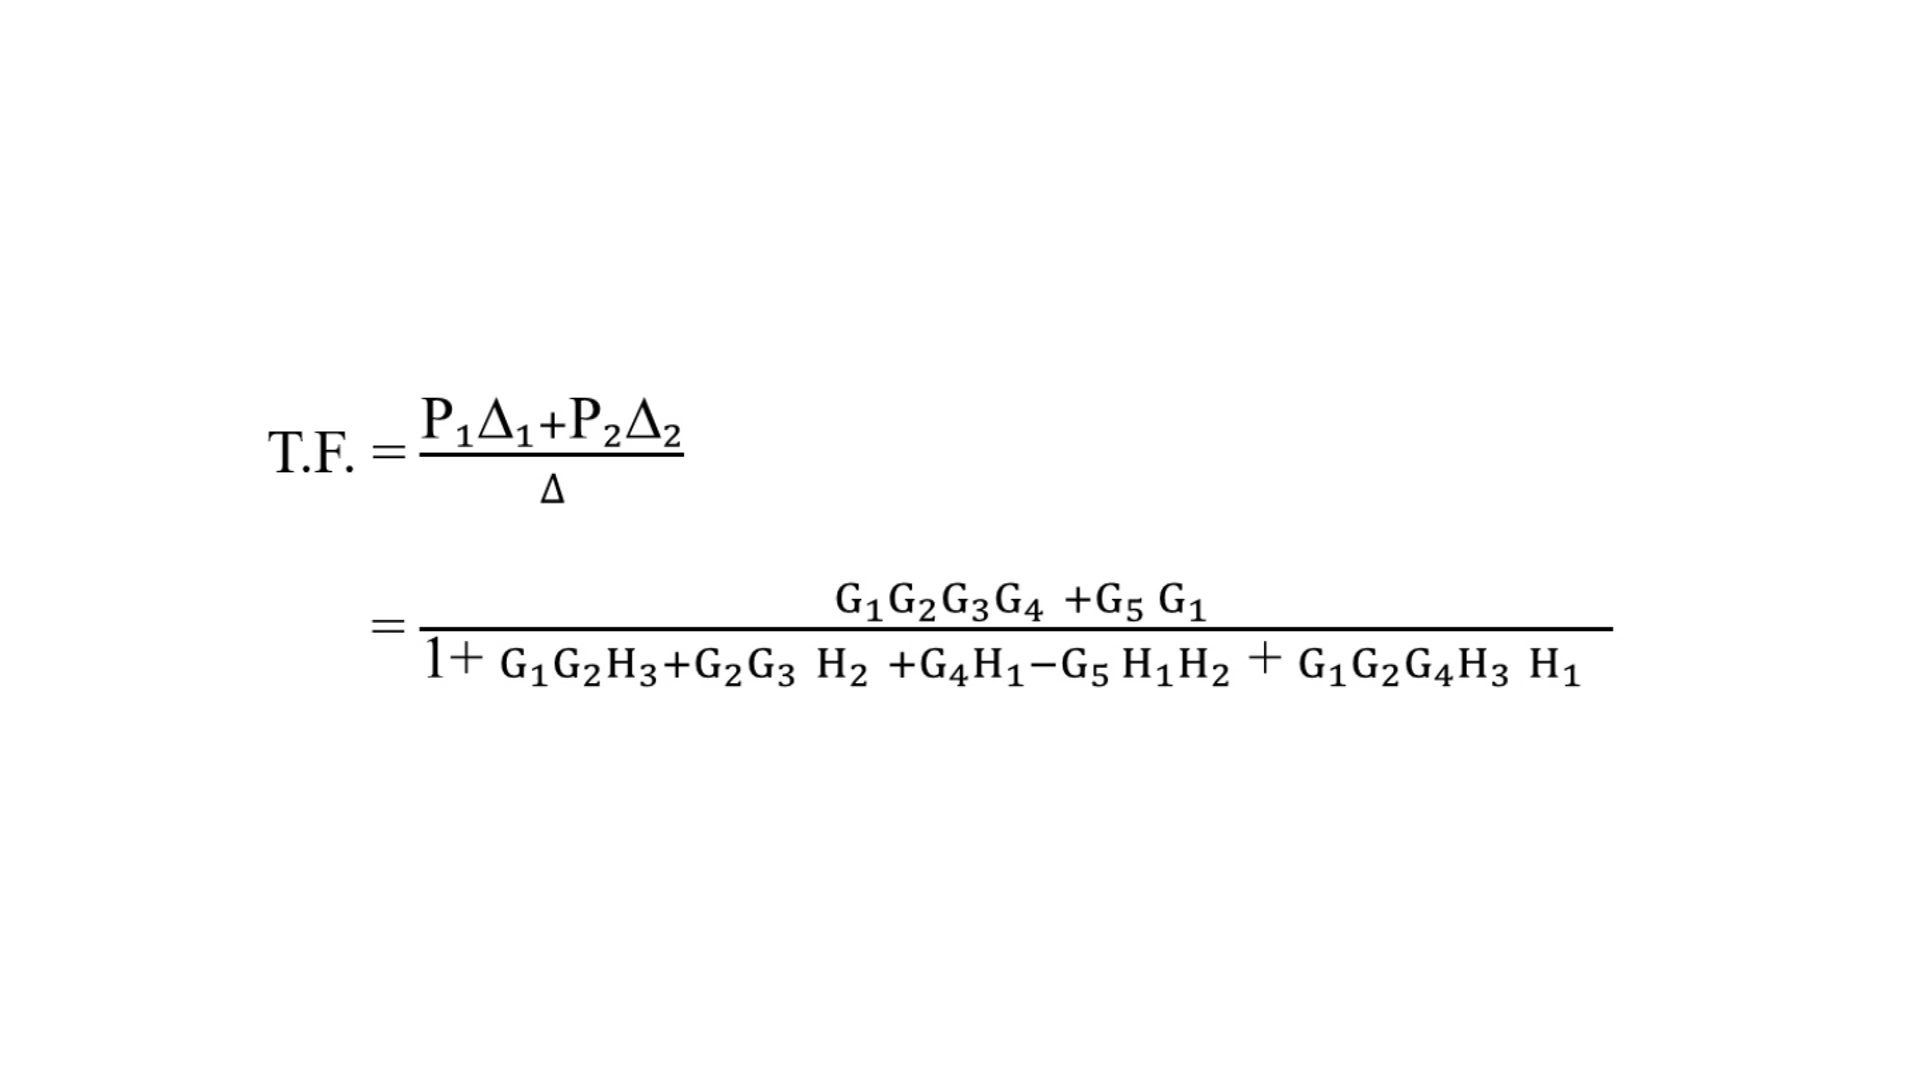 T.F. = P₁Δ₁+P₂Δ₂
Δ
= G₁G₂G₃G₄ +G₅ G₁
1+ G₁G₂H₃+G₂G₃ H₂ +G₄H₁−G₅ H₁H₂ + G₁G₂G₄H₃ H₁